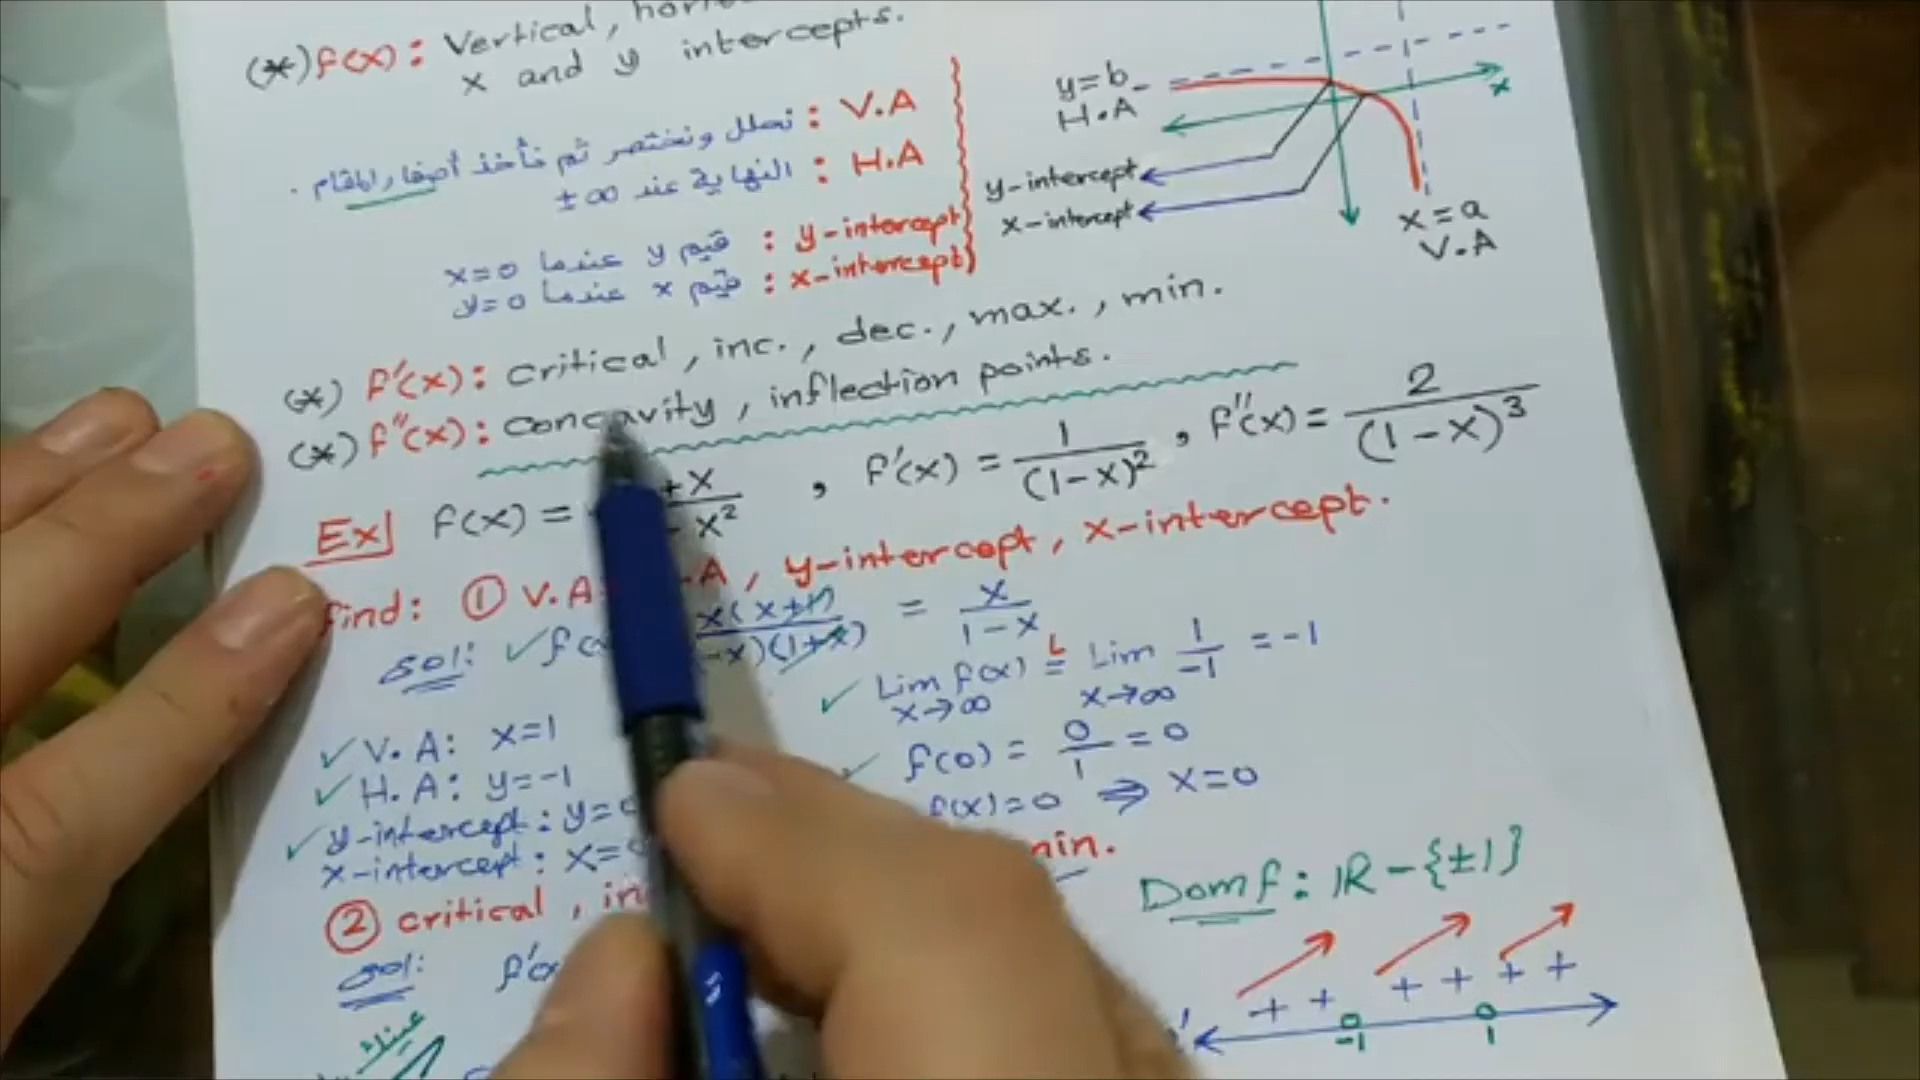 (*) f(x): Vertical,
x and y intercepts.
V.A : نحلل ونختصر ثم نأخذ أصفار المقام.
H.A : النهاية عند ±∞
y-intercept : قيم y عندما x=0
x-intercept : قيم x عندما y=0
y=b
H.A
x
y-intercept
x-intercept
x=a
V.A
(*) f'(x): critical, inc., dec., max., min.
(*) f''(x): concavity, inflection points.
Ex] f(x) = +x / - x² , f'(x) = 1/(1-x)² , f''(x) = 2/(1-x)³
find: ① V.A, .A, y-intercept, x-intercept.
sol: ✓ f( x(x+1) / -x)(1+x) = x/(1-x)
✓ Lim f(x) x→∞ =L Lim x→∞ 1/-1 = -1
✓ V.A: x=1
✓ H.A: y=-1
✓ y-intercept: y=
x-intercept: x=
✓ f(0) = 0/1 = 0
f(x)=0 ⇒ x=0
② critical, min.
sol: f'(x
Dom f: IR-{±1}
+ + + + + +
-1 1